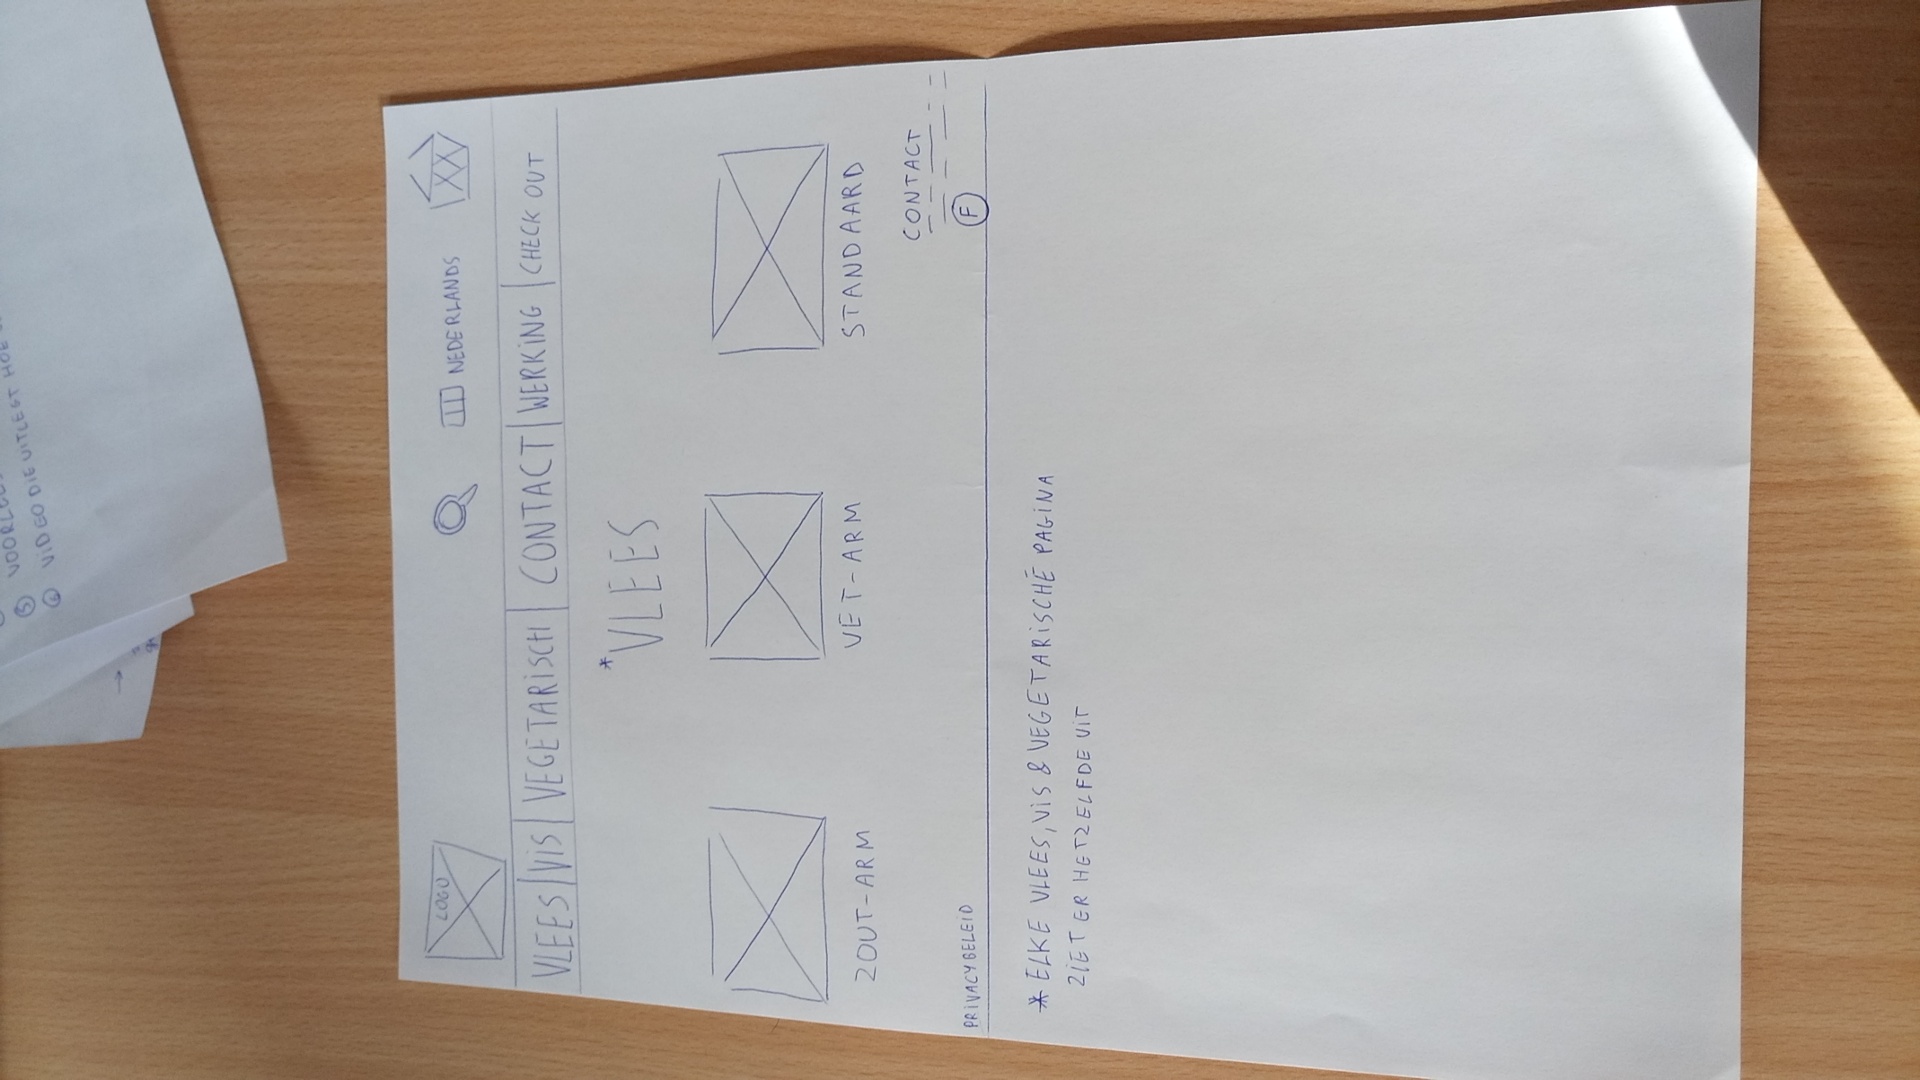 LOGO
NEDERLANDS
VLEES | VIS | VEGETARISCH | CONTACT | WERKING | CHECK OUT
*VLEES
ZOUT-ARM
VET-ARM
STANDAARD
CONTACT
F
PRIVACYBELEID
* ELKE VLEES, VIS & VEGETARISCHE PAGINA
ZIET ER HETZELFDE UIT
5 VOORLEES
6 VIDEO DIE UITLEGT HOE